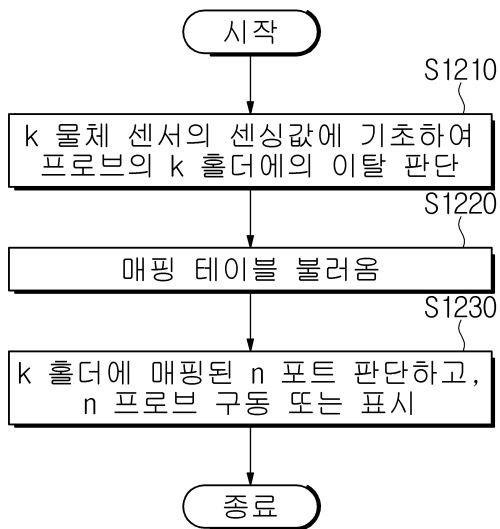 시작
S1210
k 물체 센서의 센싱값에 기초하여
프로브의 k 홀더에의 이탈 판단
S1220
매핑 테이블 불러옴
S1230
k 홀더에 매핑된 n 포트 판단하고,
n 프로브 구동 또는 표시
종료